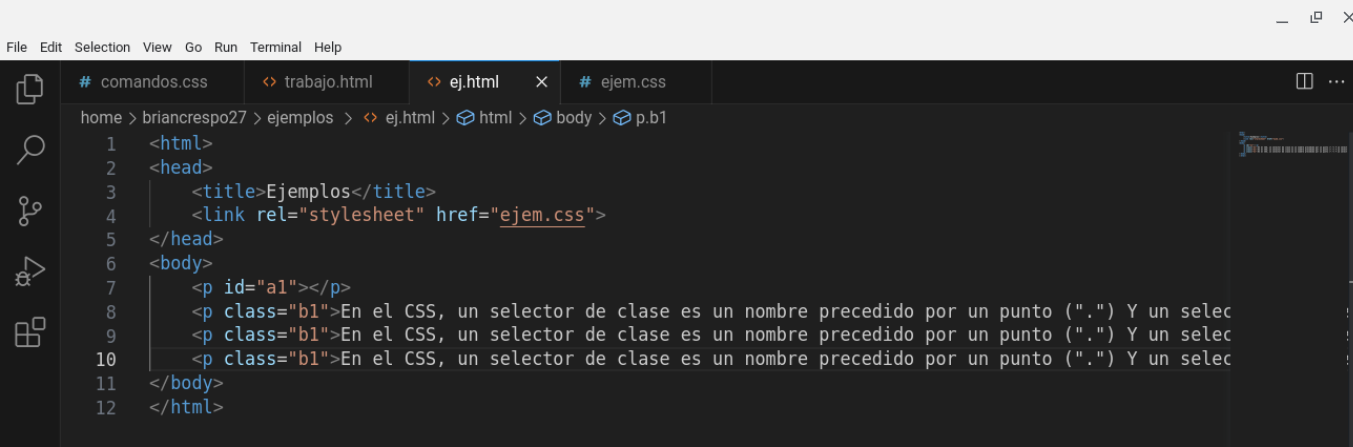 File Edit Selection View Go Run Terminal Help
# comandos.css <> trabajo.html <> ej.html # ejem.css
home > briancrespo27 > ejemplos > <> ej.html > html > body > p.b1
1 <html>
2 <head>
3 <title>Ejemplos</title>
4 <link rel="stylesheet" href="ejem.css">
5 </head>
6 <body>
7 <p id="a1"></p>
8 <p class="b1">En el CSS, un selector de clase es un nombre precedido por un punto (".") Y un selec
9 <p class="b1">En el CSS, un selector de clase es un nombre precedido por un punto (".") Y un selec
10 <p class="b1">En el CSS, un selector de clase es un nombre precedido por un punto (".") Y un selec
11 </body>
12 </html>